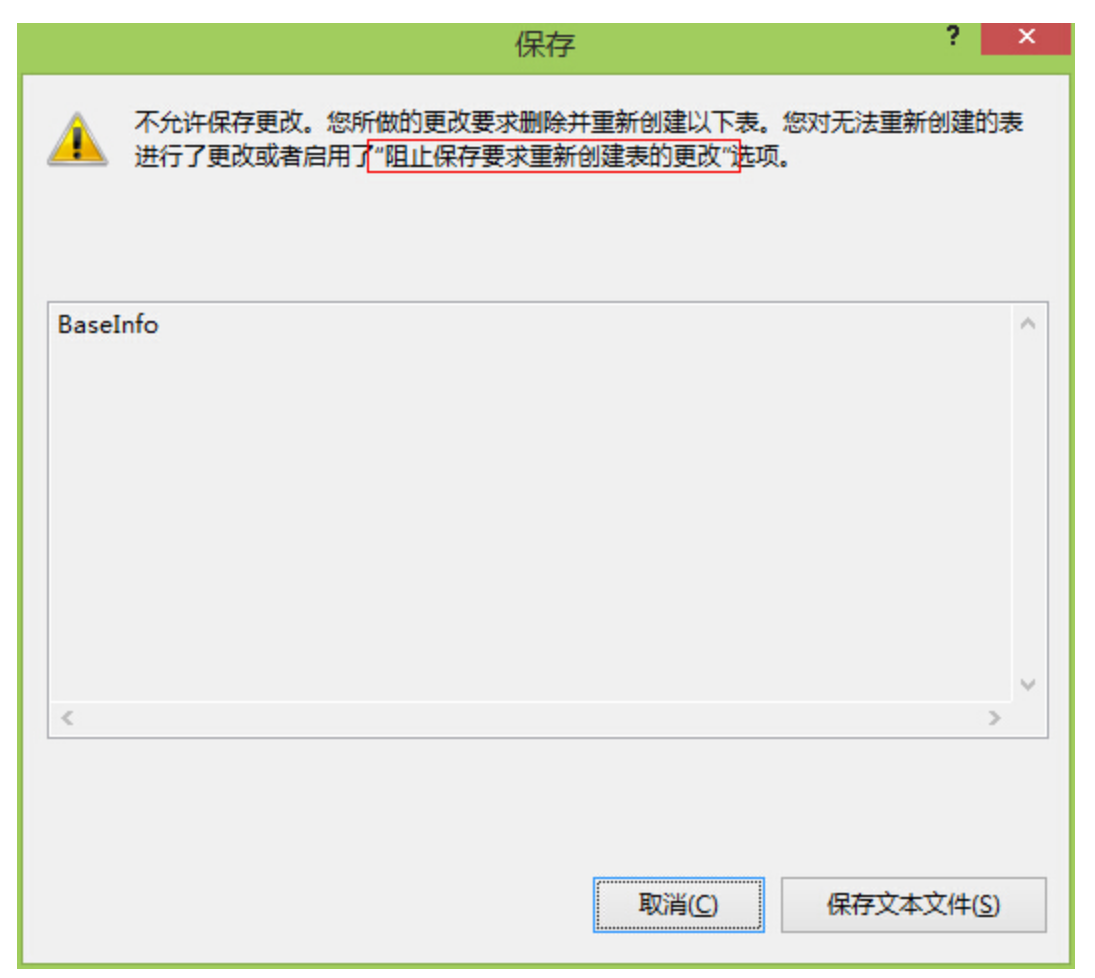 保存
?
不允许保存更改。您所做的更改要求删除并重新创建以下表。您对无法重新创建的表
进行了更改或者启用了"阻止保存要求重新创建表的更改"选项。
BaseInfo
取消(C)
保存文本文件(S)